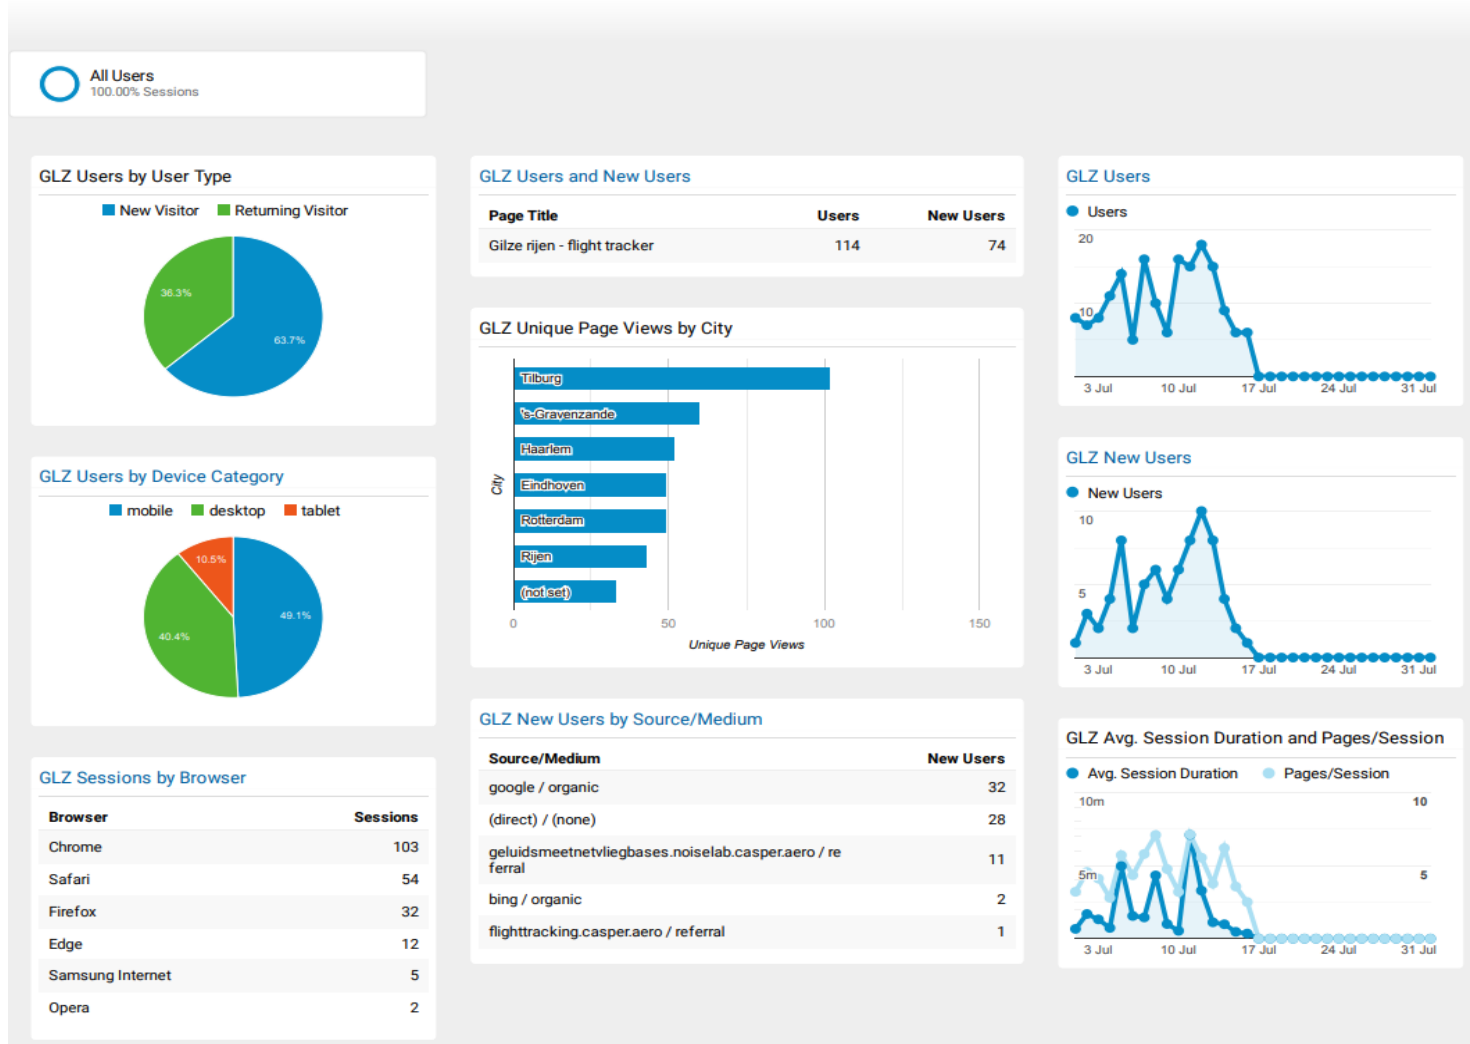 All Users
100.00% Sessions
GLZ Users by User Type
New Visitor Returning Visitor
36.3%
63.7%
GLZ Users by Device Category
mobile desktop tablet
10.5%
49.1%
40.4%
GLZ Sessions by Browser
Browser Sessions
Chrome 103
Safari 54
Firefox 32
Edge 12
Samsung Internet 5
Opera 2
GLZ Users and New Users
Page Title Users New Users
Gilze rijen - flight tracker 114 74
GLZ Unique Page Views by City
City
Tilburg
's-Gravenzande
Haarlem
Eindhoven
Rotterdam
Rijen
(not set)
0 50 100 150
Unique Page Views
GLZ New Users by Source/Medium
Source/Medium New Users
google / organic 32
(direct) / (none) 28
geluidsmeetnetvliegbases.noiselab.casper.aero / re
ferral 11
bing / organic 2
flighttracking.casper.aero / referral 1
GLZ Users
Users
20
10
3 Jul 10 Jul 17 Jul 24 Jul 31 Jul
GLZ New Users
New Users
10
5
3 Jul 10 Jul 17 Jul 24 Jul 31 Jul
GLZ Avg. Session Duration and Pages/Session
Avg. Session Duration Pages/Session
10m 10
5m 5
3 Jul 10 Jul 17 Jul 24 Jul 31 Jul